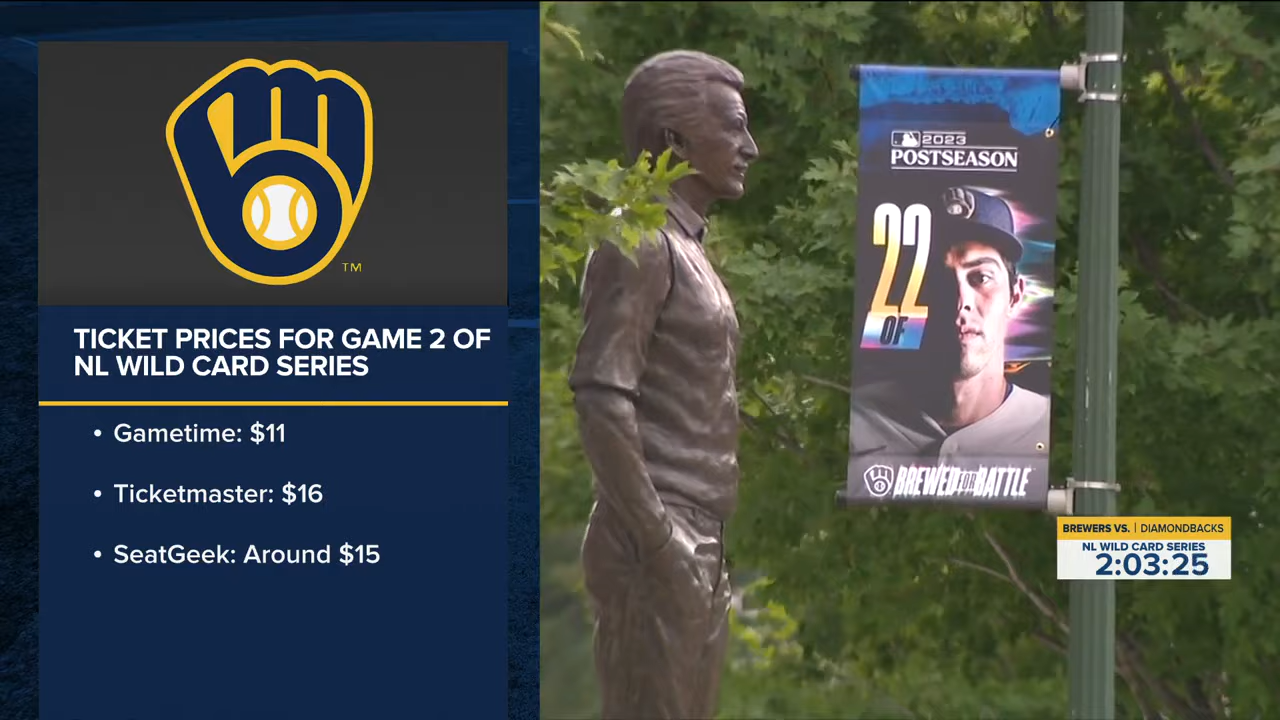 TM
TICKET PRICES FOR GAME 2 OF
NL WILD CARD SERIES
• Gametime: $11
• Ticketmaster: $16
• SeatGeek: Around $15
2023
POSTSEASON
22
OF
BREWED FOR BATTLE
BREWERS VS. | DIAMONDBACKS
NL WILD CARD SERIES
2:03:25